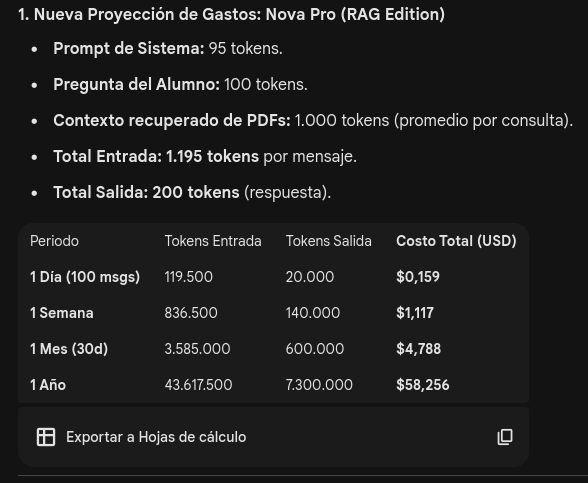 1. Nueva Proyección de Gastos: Nova Pro (RAG Edition)
• Prompt de Sistema: 95 tokens.
• Pregunta del Alumno: 100 tokens.
• Contexto recuperado de PDFs: 1.000 tokens (promedio por consulta).
• Total Entrada: 1.195 tokens por mensaje.
• Total Salida: 200 tokens (respuesta).
Periodo Tokens Entrada Tokens Salida Costo Total (USD)
1 Día (100 msgs) 119.500 20.000 $0,159
1 Semana 836.500 140.000 $1,117
1 Mes (30d) 3.585.000 600.000 $4,788
1 Año 43.617.500 7.300.000 $58,256
Exportar a Hojas de cálculo